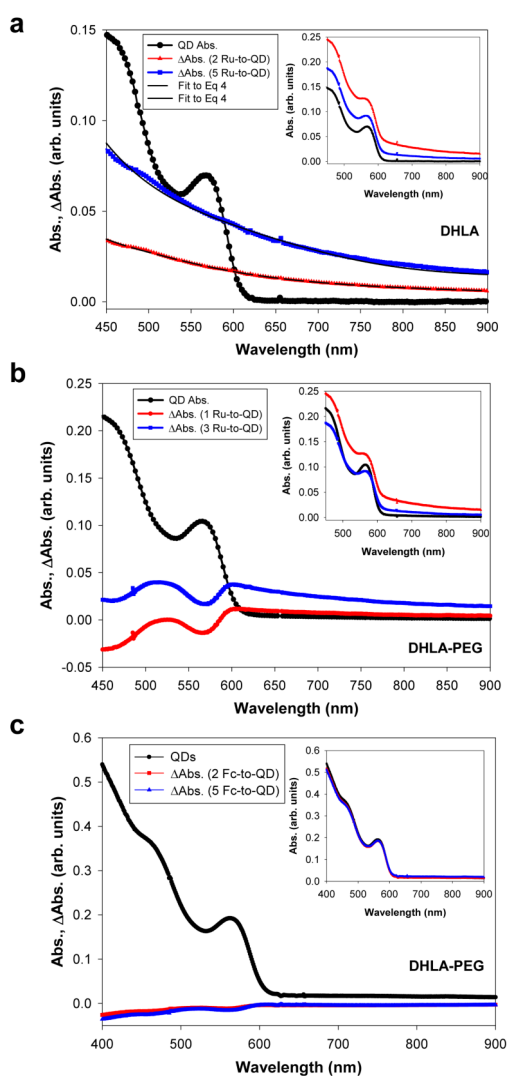 a
0.15
0.10
0.05
0.00
Abs., ΔAbs. (arb. units)
QD Abs.
ΔAbs. (2 Ru-to-QD)
ΔAbs. (5 Ru-to-QD)
Fit to Eq 4
Fit to Eq 4
0.25
0.20
0.15
0.10
0.05
0.00
Abs. (arb. units)
500 600 700 800 900
Wavelength (nm)
DHLA
450 500 550 600 650 700 750 800 850 900
Wavelength (nm)
b
0.25
0.20
0.15
0.10
0.05
0.00
-0.05
Abs., ΔAbs. (arb. units)
QD Abs.
ΔAbs. (1 Ru-to-QD)
ΔAbs. (3 Ru-to-QD)
0.25
0.20
0.15
0.10
0.05
0.00
Abs. (arb. units)
500 600 700 800 900
Wavelength (nm)
DHLA-PEG
450 500 550 600 650 700 750 800 850 900
Wavelength (nm)
c
0.6
0.5
0.4
0.3
0.2
0.1
0.0
Abs., ΔAbs. (arb. units)
QDs
ΔAbs. (2 Fc-to-QD)
ΔAbs. (5 Fc-to-QD)
0.6
0.5
0.4
0.3
0.2
0.1
0.0
Abs. (arb. units)
400 500 600 700 800 900
Wavelength (nm)
DHLA-PEG
400 500 600 700 800 900
Wavelength (nm)